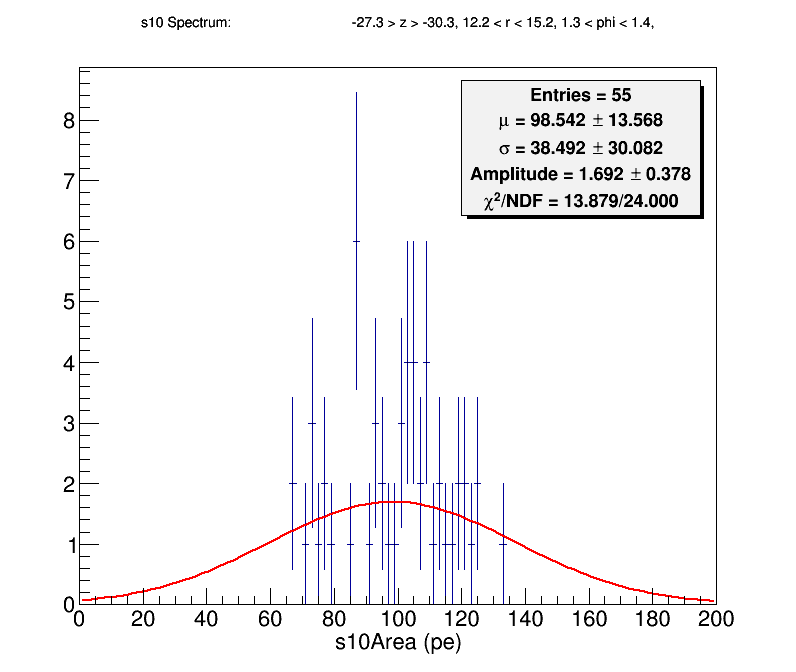 s10 Spectrum: -27.3 > z > -30.3, 12.2 < r < 15.2, 1.3 < phi < 1.4,
Entries = 55
μ = 98.542 ± 13.568
σ = 38.492 ± 30.082
Amplitude = 1.692 ± 0.378
χ²/NDF = 13.879/24.000
8
7
6
5
4
3
2
1
0
0 20 40 60 80 100 120 140 160 180 200
s10Area (pe)